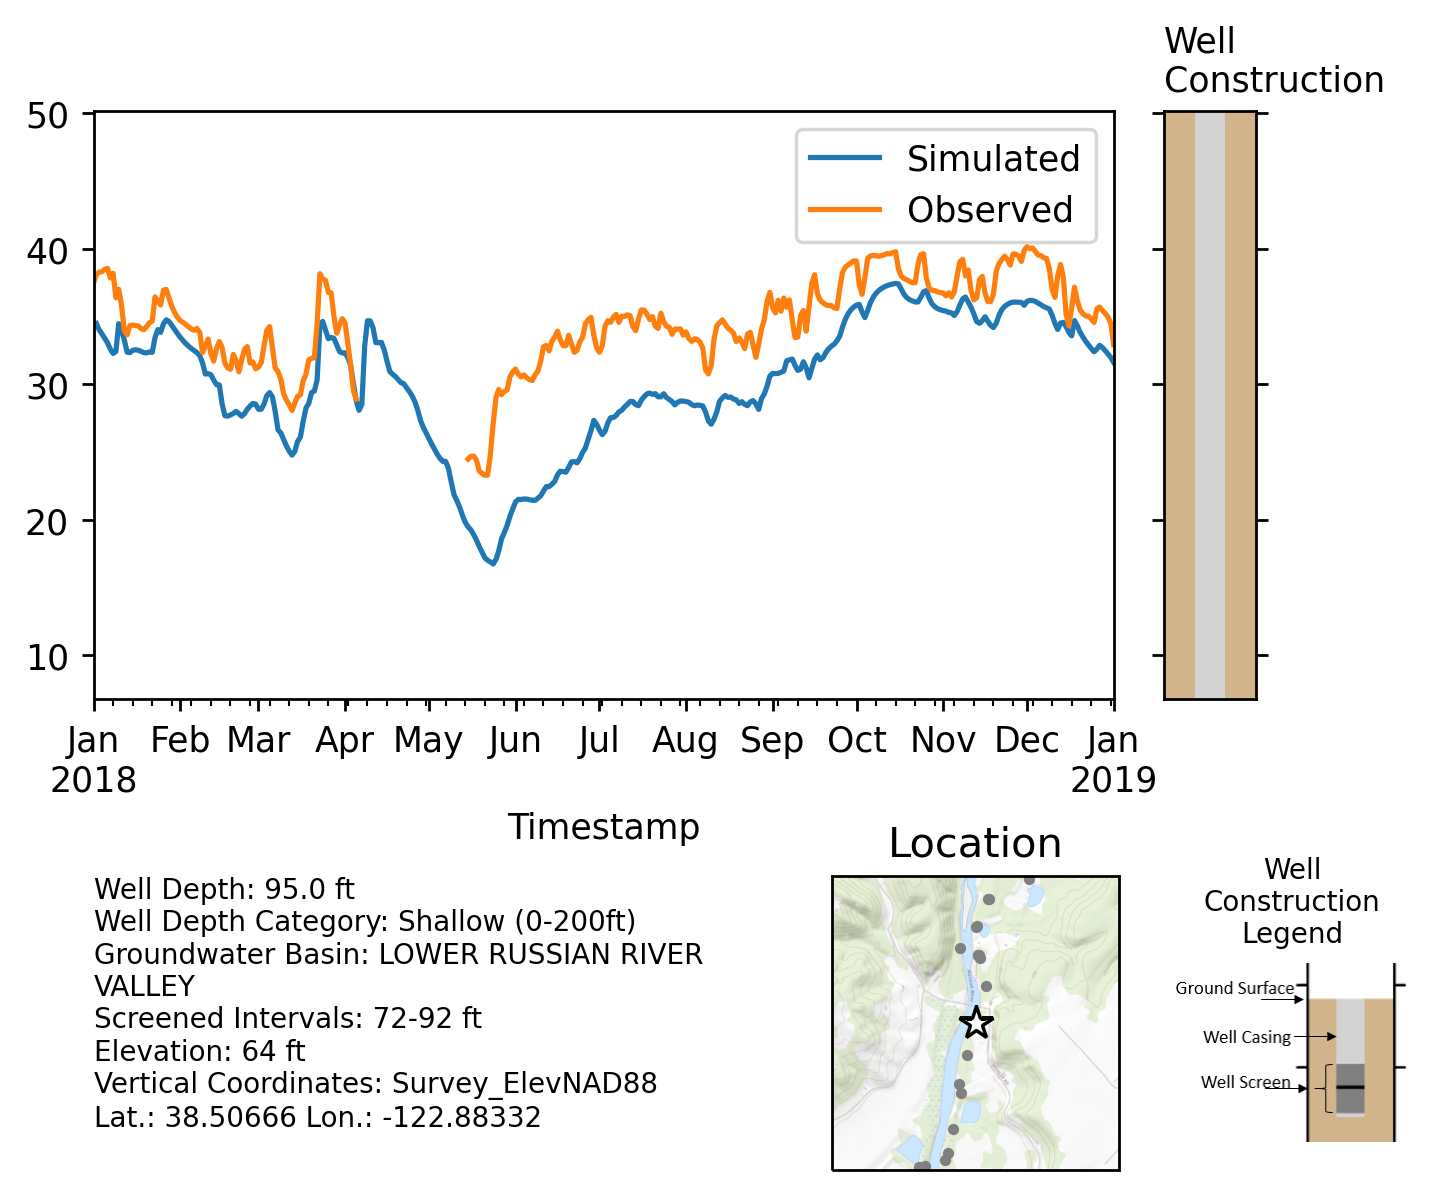 Well
Construction
50
40
30
20
10
Simulated
Observed
Jan Feb Mar Apr May Jun Jul Aug Sep Oct Nov Dec Jan
2018 2019
Timestamp
Well Depth: 95.0 ft
Well Depth Category: Shallow (0-200ft)
Groundwater Basin: LOWER RUSSIAN RIVER
VALLEY
Screened Intervals: 72-92 ft
Elevation: 64 ft
Vertical Coordinates: Survey_ElevNAD88
Lat.: 38.50666 Lon.: -122.88332
Location
Well
Construction
Legend
Ground Surface
Well Casing
Well Screen